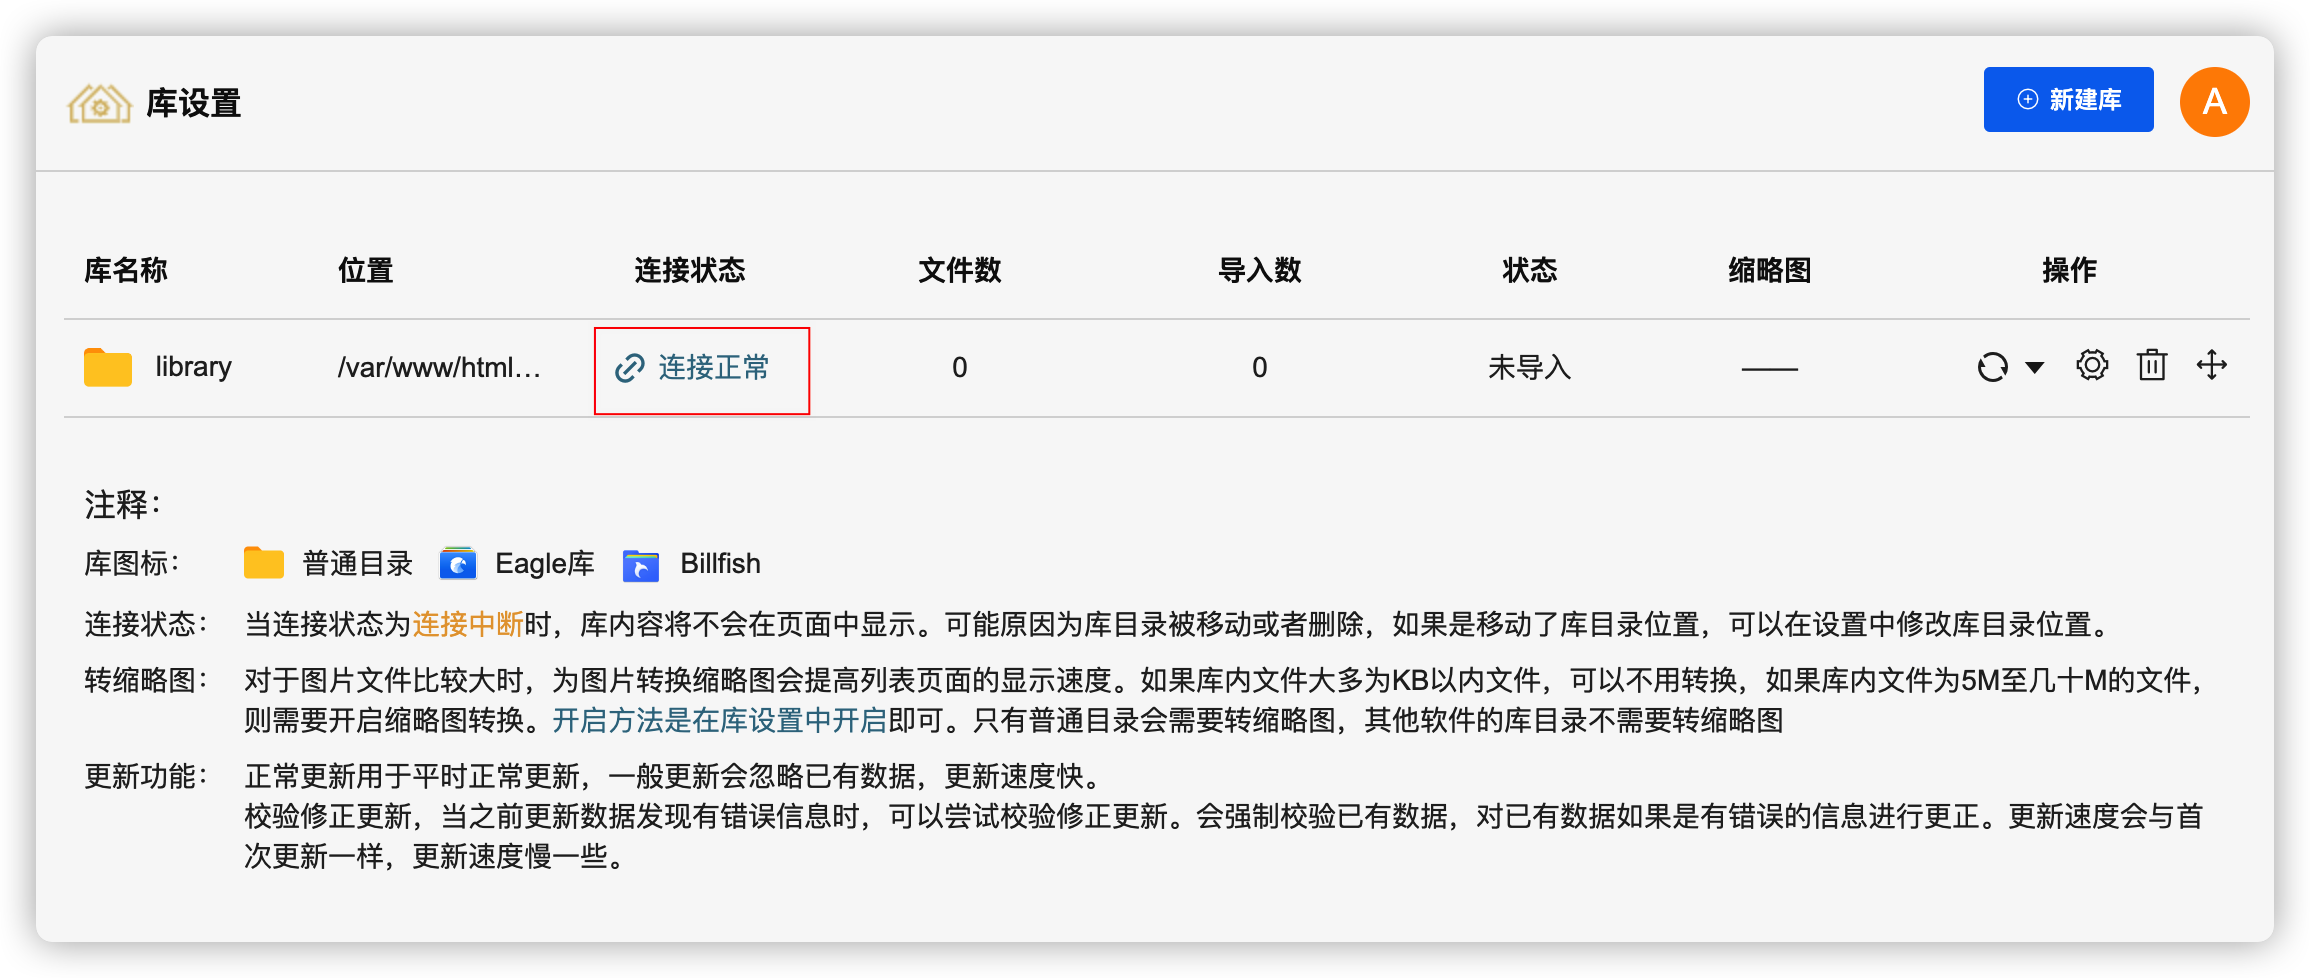 库设置
新建库
A
库名称 位置 连接状态 文件数 导入数 状态 缩略图 操作
library /var/www/html... 连接正常 0 0 未导入 ——
注释：
库图标： 普通目录 Eagle库 Billfish
连接状态： 当连接状态为连接中断时，库内容将不会在页面中显示。可能原因为库目录被移动或者删除，如果是移动了库目录位置，可以在设置中修改库目录位置。
转缩略图： 对于图片文件比较大时，为图片转换缩略图会提高列表页面的显示速度。如果库内文件大多为KB以内文件，可以不用转换，如果库内文件为5M至几十M的文件，
则需要开启缩略图转换。开启方法是在库设置中开启即可。只有普通目录会需要转缩略图，其他软件的库目录不需要转缩略图
更新功能： 正常更新用于平时正常更新，一般更新会忽略已有数据，更新速度快。
校验修正更新，当之前更新数据发现有错误信息时，可以尝试校验修正更新。会强制校验已有数据，对已有数据如果是有错误的信息进行更正。更新速度会与首
次更新一样，更新速度慢一些。